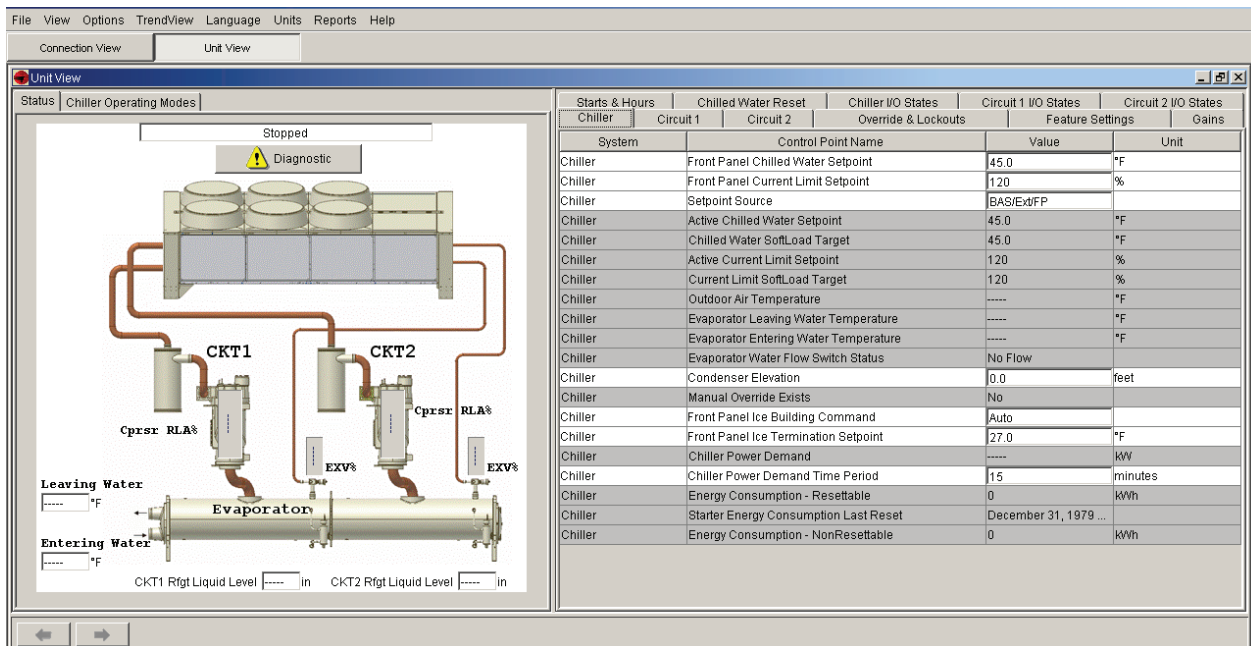 File View Options TrendView Language Units Reports Help
Connection View Unit View
Unit View
Status Chiller Operating Modes
Stopped
Diagnostic
CKT1 CKT2
Cprsr RLA% Cprsr RLA%
EXV% EXV%
Leaving Water
----- °F
Evaporator
Entering Water
----- °F
CKT1 Rfgt Liquid Level ----- in CKT2 Rfgt Liquid Level ----- in
Starts & Hours Chilled Water Reset Chiller I/O States Circuit 1 I/O States Circuit 2 I/O States
Chiller Circuit 1 Circuit 2 Override & Lockouts Feature Settings Gains
System Control Point Name Value Unit
Chiller Front Panel Chilled Water Setpoint 45.0 °F
Chiller Front Panel Current Limit Setpoint 120 %
Chiller Setpoint Source BAS/Ext/FP
Chiller Active Chilled Water Setpoint 45.0 °F
Chiller Chilled Water SoftLoad Target 45.0 °F
Chiller Active Current Limit Setpoint 120 %
Chiller Current Limit SoftLoad Target 120 %
Chiller Outdoor Air Temperature ----- °F
Chiller Evaporator Leaving Water Temperature ----- °F
Chiller Evaporator Entering Water Temperature ----- °F
Chiller Evaporator Water Flow Switch Status No Flow
Chiller Condenser Elevation 0.0 feet
Chiller Manual Override Exists No
Chiller Front Panel Ice Building Command Auto
Chiller Front Panel Ice Termination Setpoint 27.0 °F
Chiller Chiller Power Demand ----- kW
Chiller Chiller Power Demand Time Period 15 minutes
Chiller Energy Consumption - Resettable 0 kWh
Chiller Starter Energy Consumption Last Reset December 31, 1979 ...
Chiller Energy Consumption - NonResettable 0 kWh